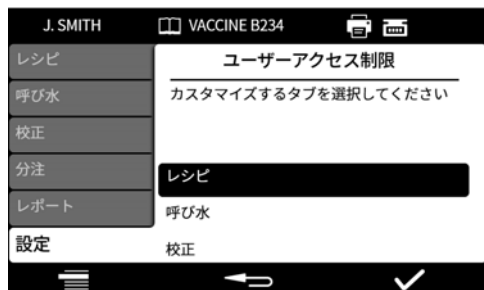 J. SMITH
VACCINE B234
レシピ
呼び水
校正
分注
レポート
設定
ユーザーアクセス制限
カスタマイズするタブを選択してください
レシピ
呼び水
校正